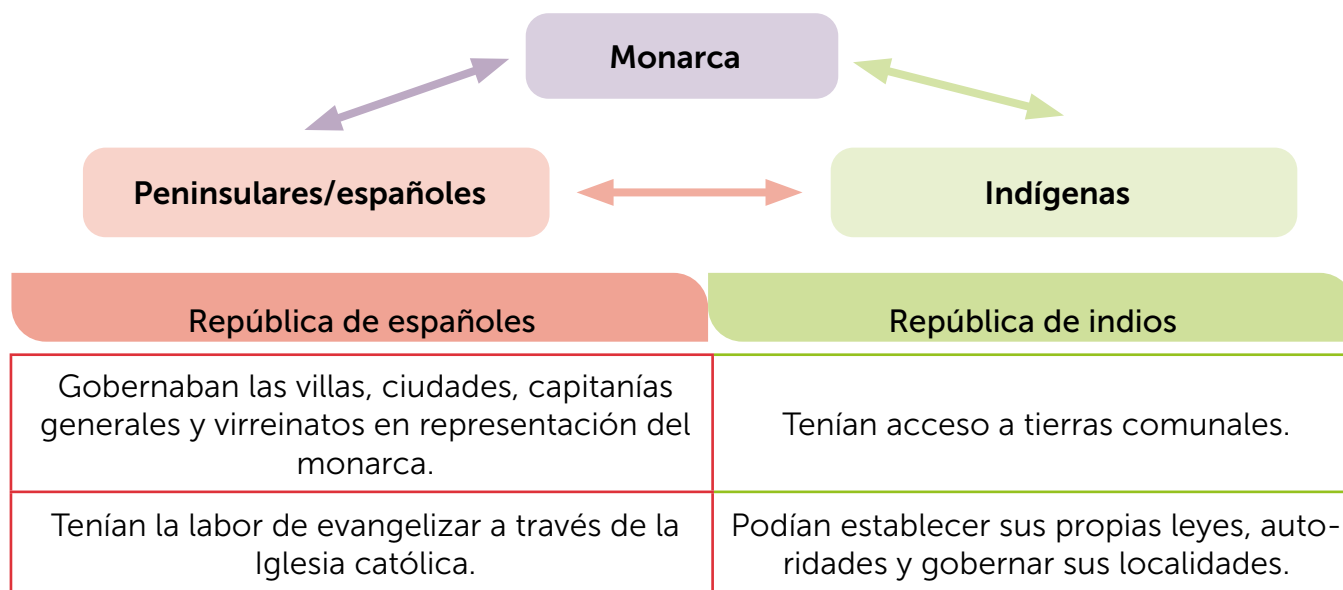 Monarca
Peninsulares/españoles
Indígenas
República de españoles
República de indios
Gobernaban las villas, ciudades, capitanías
generales y virreinatos en representación del
monarca.
Tenían acceso a tierras comunales.
Tenían la labor de evangelizar a través de la
Iglesia católica.
Podían establecer sus propias leyes, auto-
ridades y gobernar sus localidades.